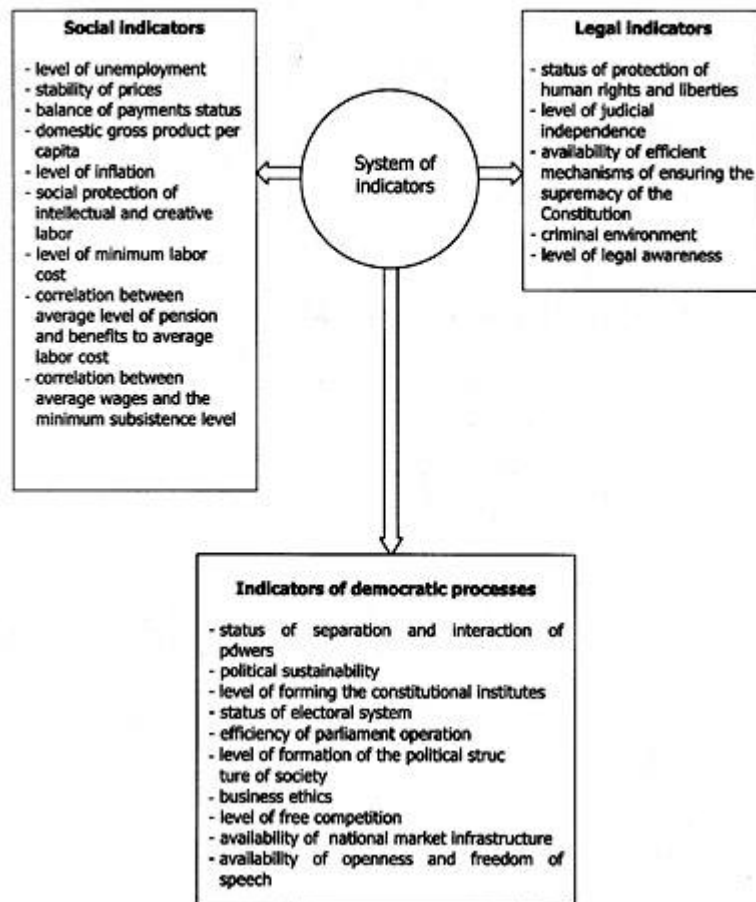 Social indicators
- level of unemployment
- stability of prices
- balance of payments status
- domestic gross product per
capita
- level of inflation
- social protection of
intellectual and creative
labor
- level of minimum labor
cost
- correlation between
average level of pension
and benefits to average
labor cost
- correlation between
average wages and the
minimum subsistence level
System of
indicators
Legal indicators
- status of protection of
human rights and liberties
- level of judicial
independence
- availability of efficient
mechanisms of ensuring the
supremacy of the
Constitution
- criminal environment
- level of legal awareness
Indicators of democratic processes
- status of separation and interaction of
pdwers
- political sustainability
- level of forming the constitutional institutes
- status of electoral system
- efficiency of parliament operation
- level of formation of the political struc
ture of society
- business ethics
- level of free competition
- availability of national market infrastructure
- availability of openness and freedom of
speech